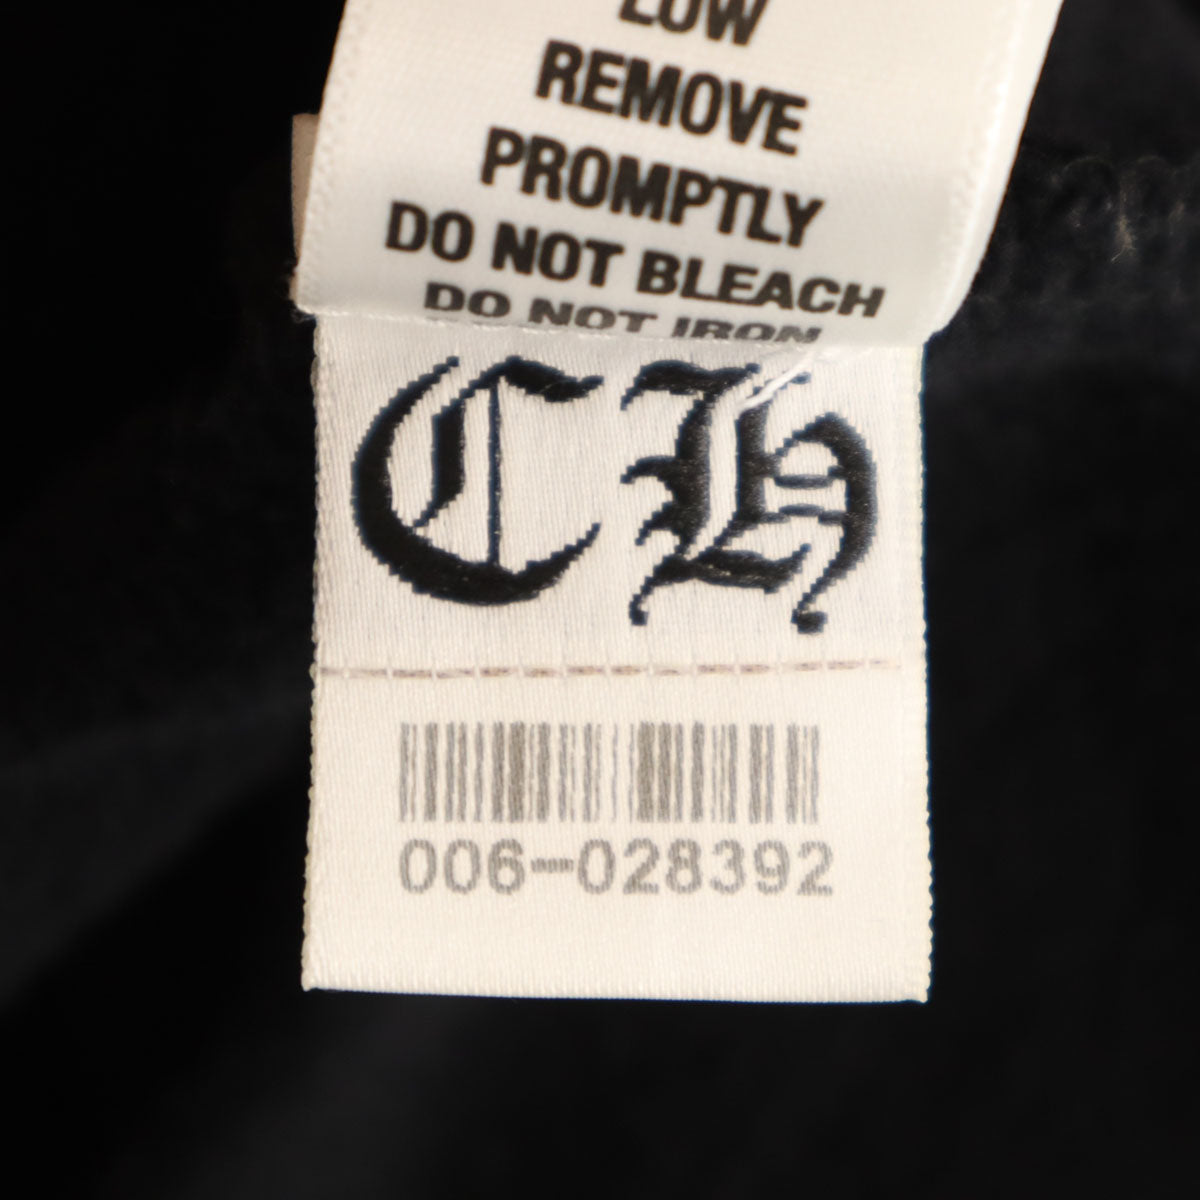 LOW
REMOVE
PROMPTLY
DO NOT BLEACH
DO NOT IRON
CH
006-028392